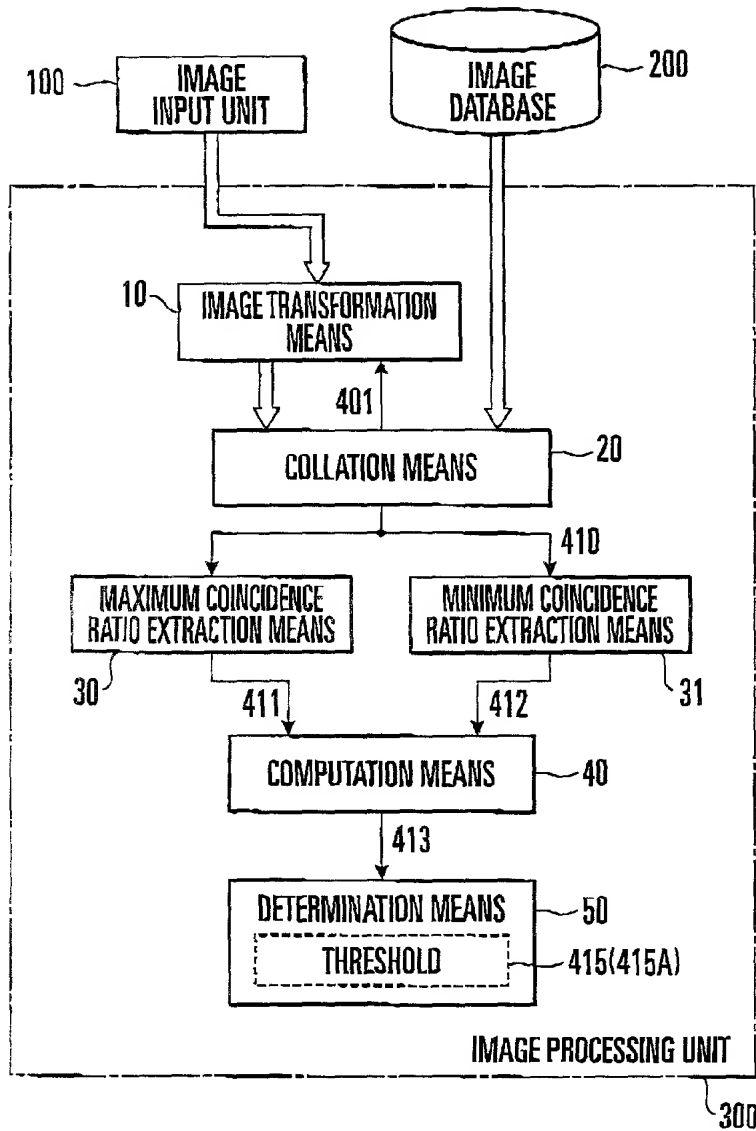 100
IMAGE
INPUT UNIT
IMAGE
DATABASE
200
10
IMAGE TRANSFORMATION
MEANS
401
COLLATION MEANS
20
410
MAXIMUM COINCIDENCE
RATIO EXTRACTION MEANS
MINIMUM COINCIDENCE
RATIO EXTRACTION MEANS
30
411
412
31
COMPUTATION MEANS
40
413
DETERMINATION MEANS
50
THRESHOLD
415(415A)
IMAGE PROCESSING UNIT
300